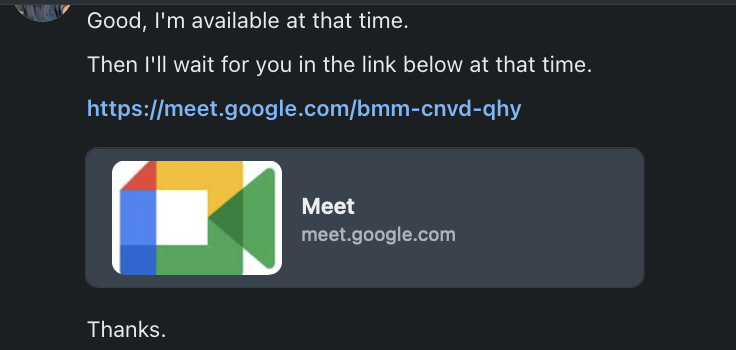 Good, I'm available at that time.
Then I'll wait for you in the link below at that time.
https://meet.google.com/bmm-cnvd-qhy
Meet
meet.google.com
Thanks.